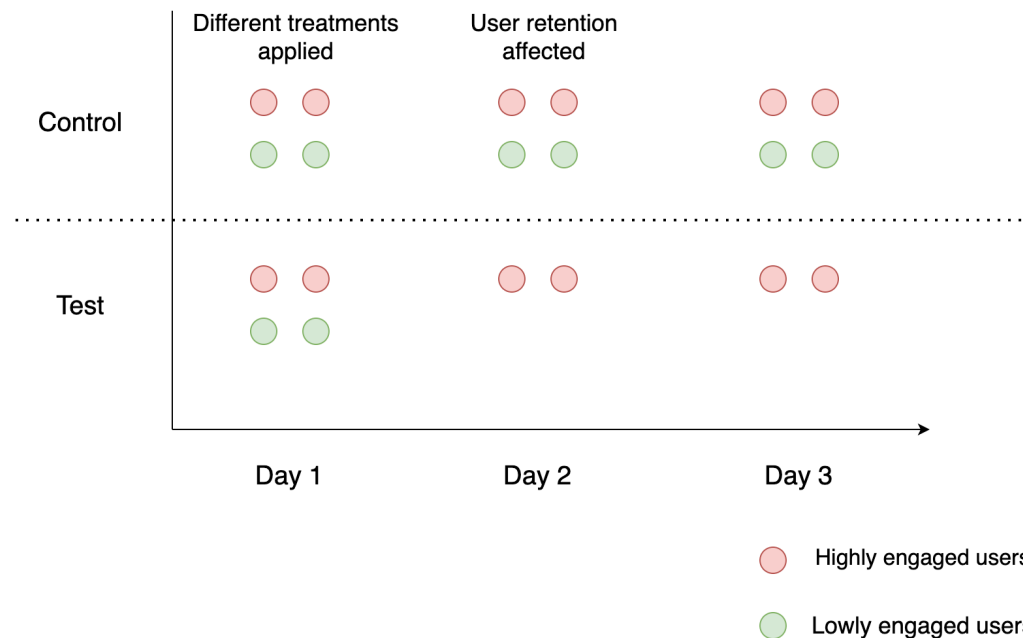 Different treatments
applied
User retention
affected
Control
Test
Day 1
Day 2
Day 3
Highly engaged users
Lowly engaged users